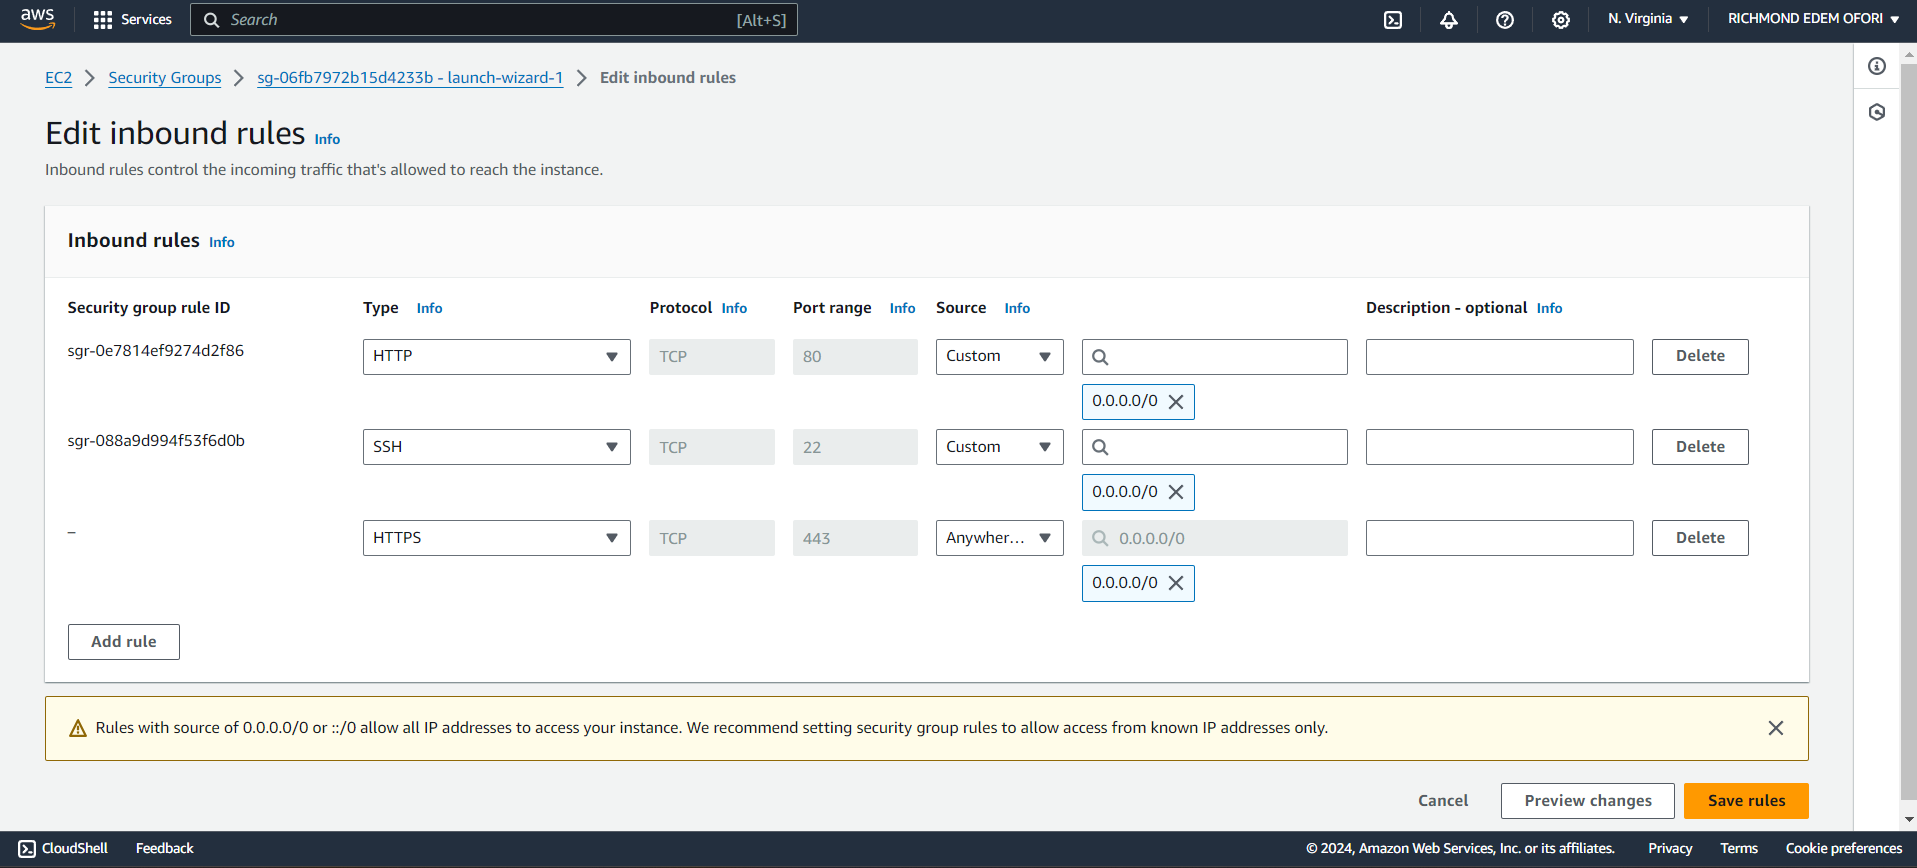 aws Services Search [Alt+S] N. Virginia RICHMOND EDEM OFORI
EC2 Security Groups sg-06fb7972b15d4233b - launch-wizard-1 Edit inbound rules
Edit inbound rules Info
Inbound rules control the incoming traffic that's allowed to reach the instance.
Inbound rules Info
Security group rule ID Type Info Protocol Info Port range Info Source Info Description - optional Info
sgr-0e7814ef9274d2f86 HTTP TCP 80 Custom Delete
0.0.0.0/0
sgr-088a9d994f53f6d0b SSH TCP 22 Custom Delete
0.0.0.0/0
– HTTPS TCP 443 Anywher... 0.0.0.0/0 Delete
0.0.0.0/0
Add rule
Rules with source of 0.0.0.0/0 or ::/0 allow all IP addresses to access your instance. We recommend setting security group rules to allow access from known IP addresses only.
Cancel Preview changes Save rules
CloudShell Feedback © 2024, Amazon Web Services, Inc. or its affiliates. Privacy Terms Cookie preferences